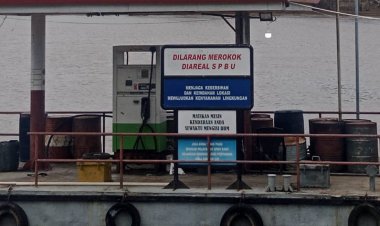 DILARANG MEROKOK
DIAREAL S P B U
MENJAGA KEBERSIHAN
DAN KEINDAHAN LOKASI
MEWUJUDKAN KENYAMANAN LINGKUNGAN
MATIKAN MESIN
KENDARAAN ANDA
SEWAKTU MENGISI BBM